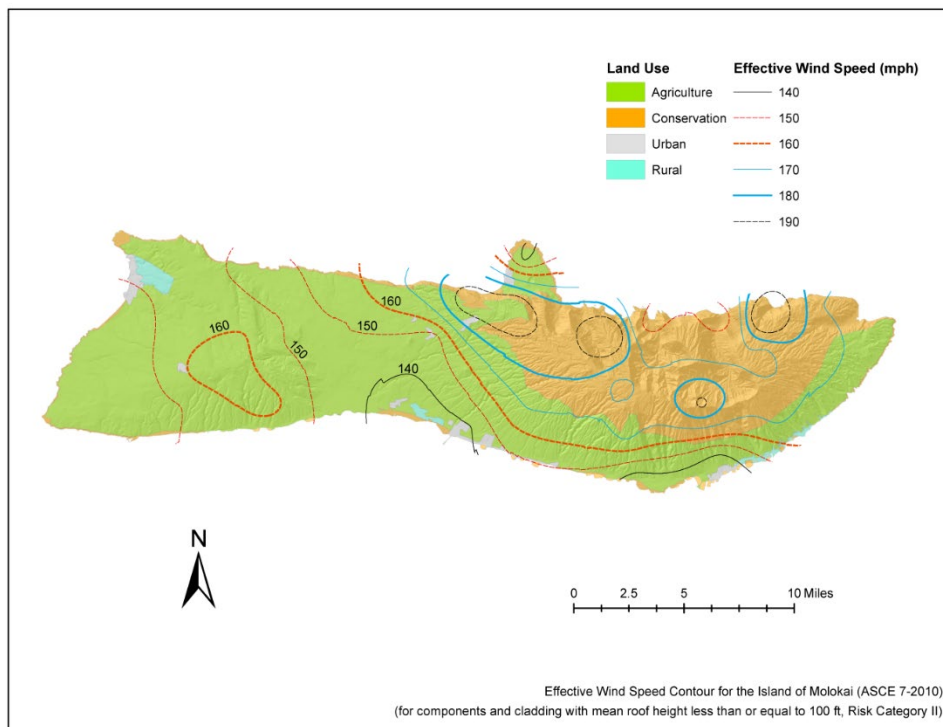 Land Use
Agriculture
Conservation
Urban
Rural
Effective Wind Speed (mph)
140
150
160
170
180
190
160
160
150
150
140
N
0 2.5 5 10 Miles
Effective Wind Speed Contour for the Island of Molokai (ASCE 7-2010)
(for components and cladding with mean roof height less than or equal to 100 ft, Risk Category II)